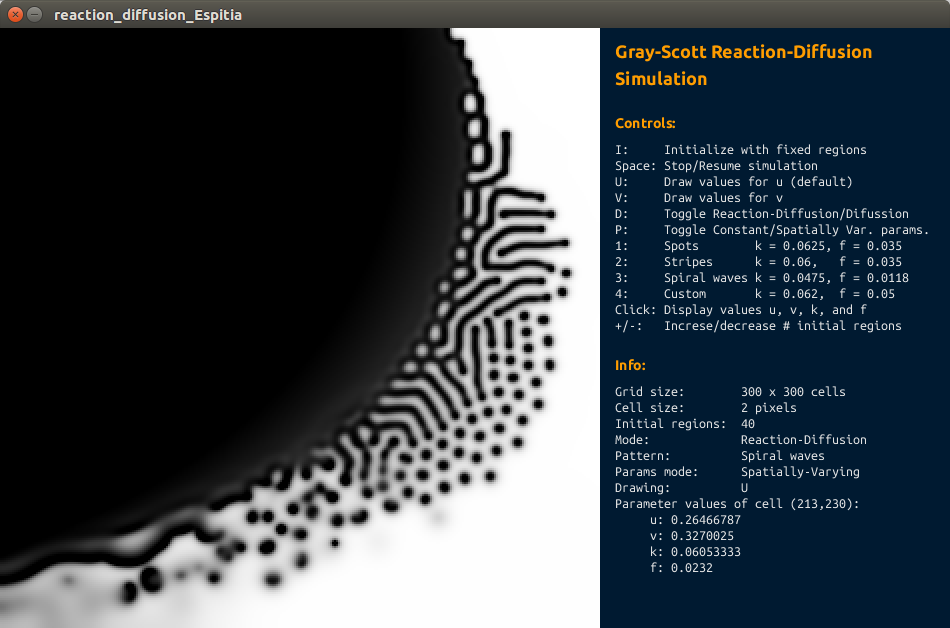 reaction_diffusion_Espitia
Gray-Scott Reaction-Diffusion
Simulation
Controls:
I: Initialize with fixed regions
Space: Stop/Resume simulation
U: Draw values for u (default)
V: Draw values for v
D: Toggle Reaction-Diffusion/Difussion
P: Toggle Constant/Spatially Var. params.
1: Spots k = 0.0625, f = 0.035
2: Stripes k = 0.06, f = 0.035
3: Spiral waves k = 0.0475, f = 0.0118
4: Custom k = 0.062, f = 0.05
Click: Display values u, v, k, and f
+/-: Increse/decrease # initial regions
Info:
Grid size: 300 x 300 cells
Cell size: 2 pixels
Initial regions: 40
Mode: Reaction-Diffusion
Pattern: Spiral waves
Params mode: Spatially-Varying
Drawing: U
Parameter values of cell (213,230):
u: 0.26466787
v: 0.3270025
k: 0.06053333
f: 0.0232